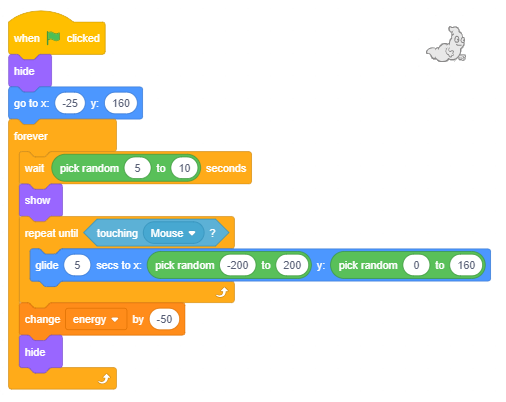 when clicked
hide
go to x: -25 y: 160
forever
wait pick random 5 to 10 seconds
show
repeat until touching Mouse ?
glide 5 secs to x: pick random -200 to 200 y: pick random 0 to 160
change energy by -50
hide